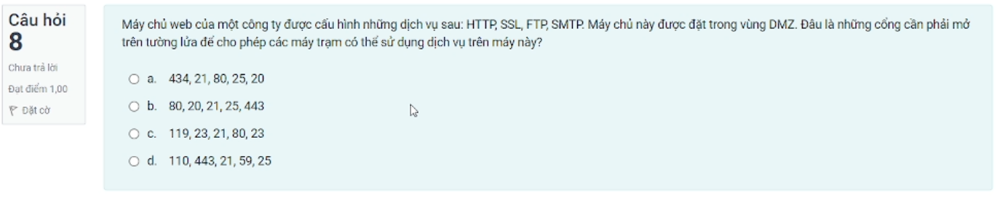 Câu hỏi
8
Chưa trả lời
Đạt điểm 1,00
Đặt cờ
Máy chủ web của một công ty được cấu hình những dịch vụ sau: HTTP, SSL, FTP, SMTP. Máy chủ này được đặt trong vùng DMZ. Đâu là những cổng cần phải mở
trên tường lửa để cho phép các máy trạm có thể sử dụng dịch vụ trên máy này?
a. 434, 21, 80, 25, 20
b. 80, 20, 21, 25, 443
c. 119, 23, 21, 80, 23
d. 110, 443, 21, 59, 25